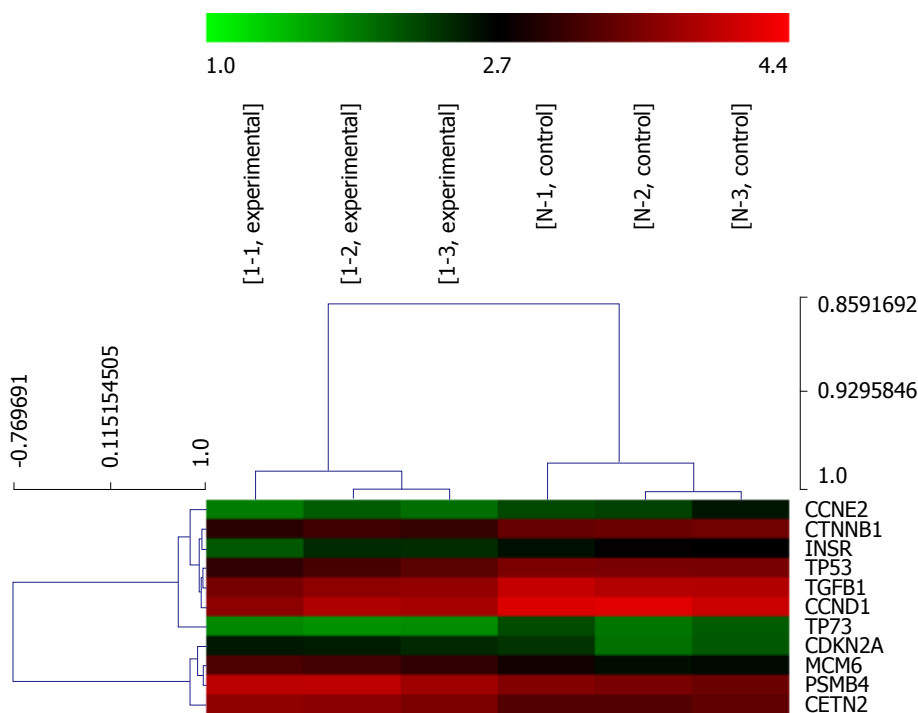 1.0 2.7 4.4
[1-1, experimental]
[1-2, experimental]
[1-3, experimental]
[N-1, control]
[N-2, control]
[N-3, control]
0.8591692
0.9295846
1.0
-0.769691
0.115154505
1.0
CCNE2
CTNNB1
INSR
TP53
TGFB1
CCND1
TP73
CDKN2A
MCM6
PSMB4
CETN2